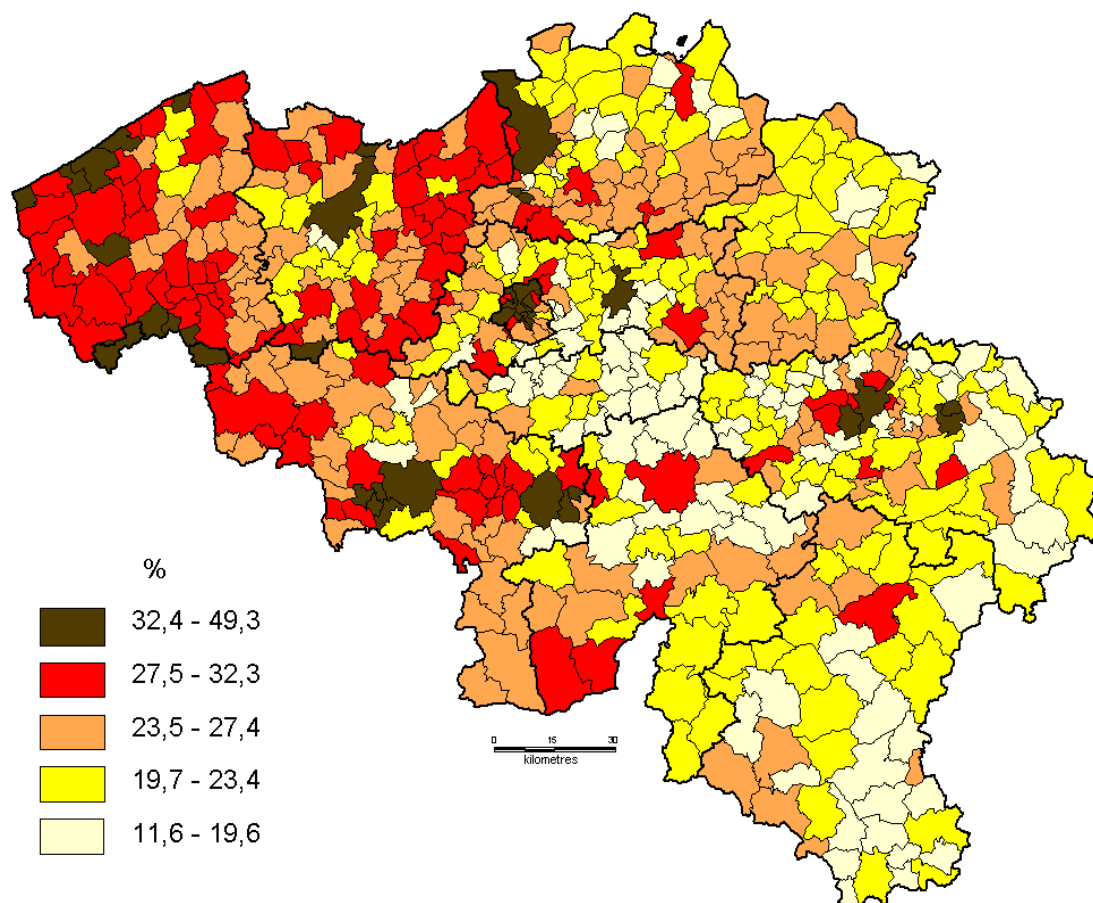 %
32,4 - 49,3
27,5 - 32,3
23,5 - 27,4
19,7 - 23,4
11,6 - 19,6
0 15 30
kilometres